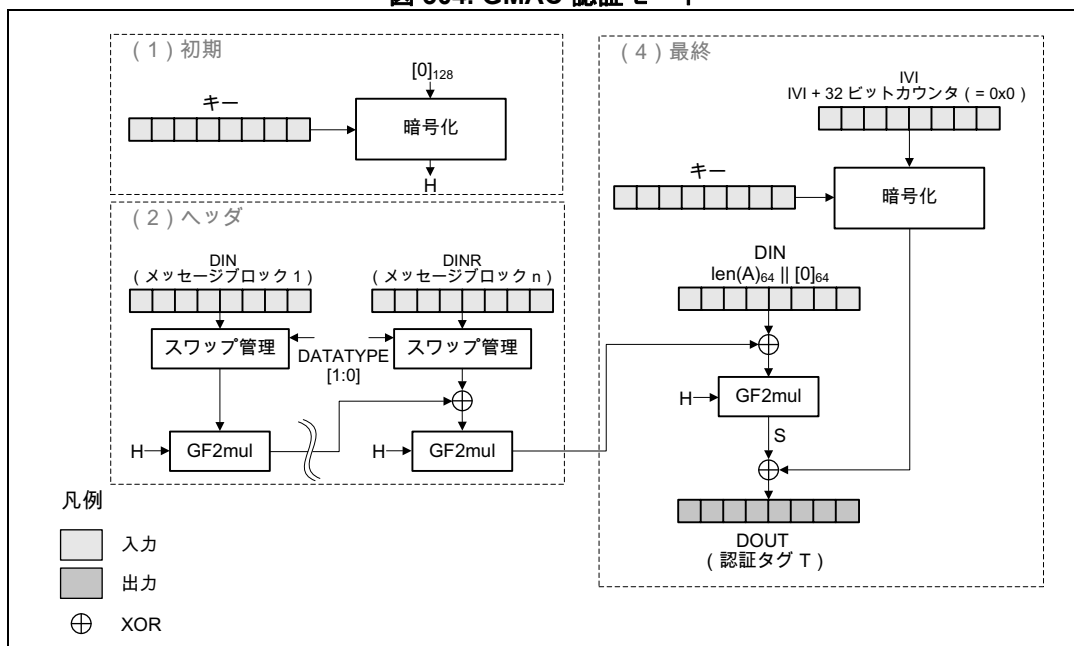 (1)初期
[0]128
キー
暗号化
H
(2)ヘッダ
DIN
(メッセージブロック1)
DINR
(メッセージブロックn)
スワップ管理
DATATYPE
[1:0]
スワップ管理
H
GF2mul
H
GF2mul
(4)最終
IVI
IVI + 32 ビットカウンタ(= 0x0)
キー
暗号化
DIN
len(A)64 || [0]64
H
GF2mul
S
DOUT
(認証タグ T)
凡例
入力
出力
XOR